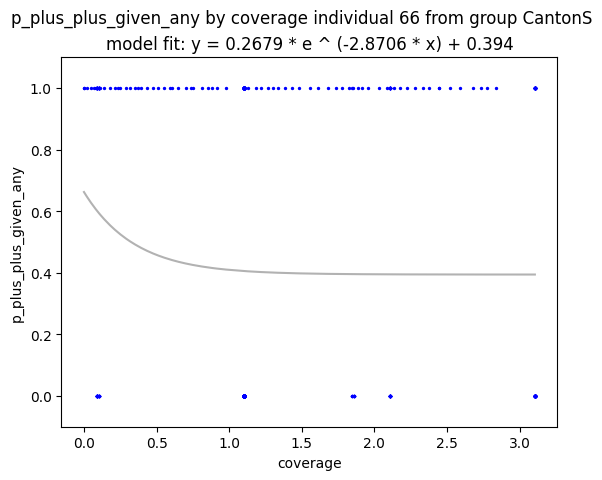 p_plus_plus_given_any by coverage individual 66 from group CantonS
model fit: y = 0.2679 * e ^ (-2.8706 * x) + 0.394
1.0
0.8
0.6
0.4
0.2
0.0
p_plus_plus_given_any
0.0 0.5 1.0 1.5 2.0 2.5 3.0
coverage